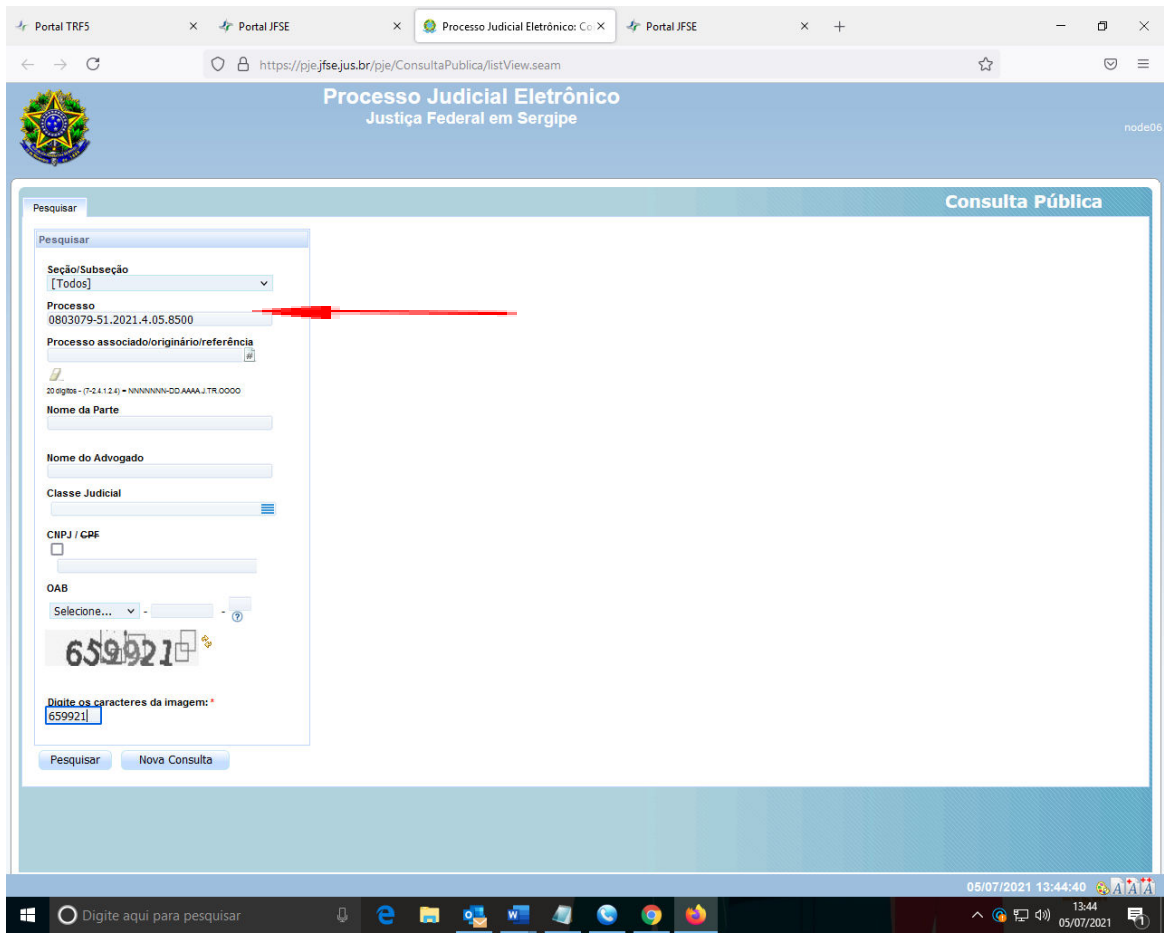 Portal TRF5
Portal JFSE
Processo Judicial Eletrônico: Co
Portal JFSE
https://pje.jfse.jus.br/pje/ConsultaPublica/listView.seam
Processo Judicial Eletrônico
Justiça Federal em Sergipe
node06
Consulta Pública
Pesquisar
Pesquisar
Seção/Subseção
[Todos]
Processo
0803079-51.2021.4.05.8500
Processo associado/originário/referência
#
20 dígitos - (7-2.4.1.2.4) = NNNNNNN-DD.AAAA.J.TR.OOOO
Nome da Parte
Nome do Advogado
Classe Judicial
CNPJ / CPF
OAB
Selecione... - -
?
659921
Digite os caracteres da imagem:*
659921
Pesquisar Nova Consulta
05/07/2021 13:44:40 A A A
Digite aqui para pesquisar
13:44
05/07/2021
1